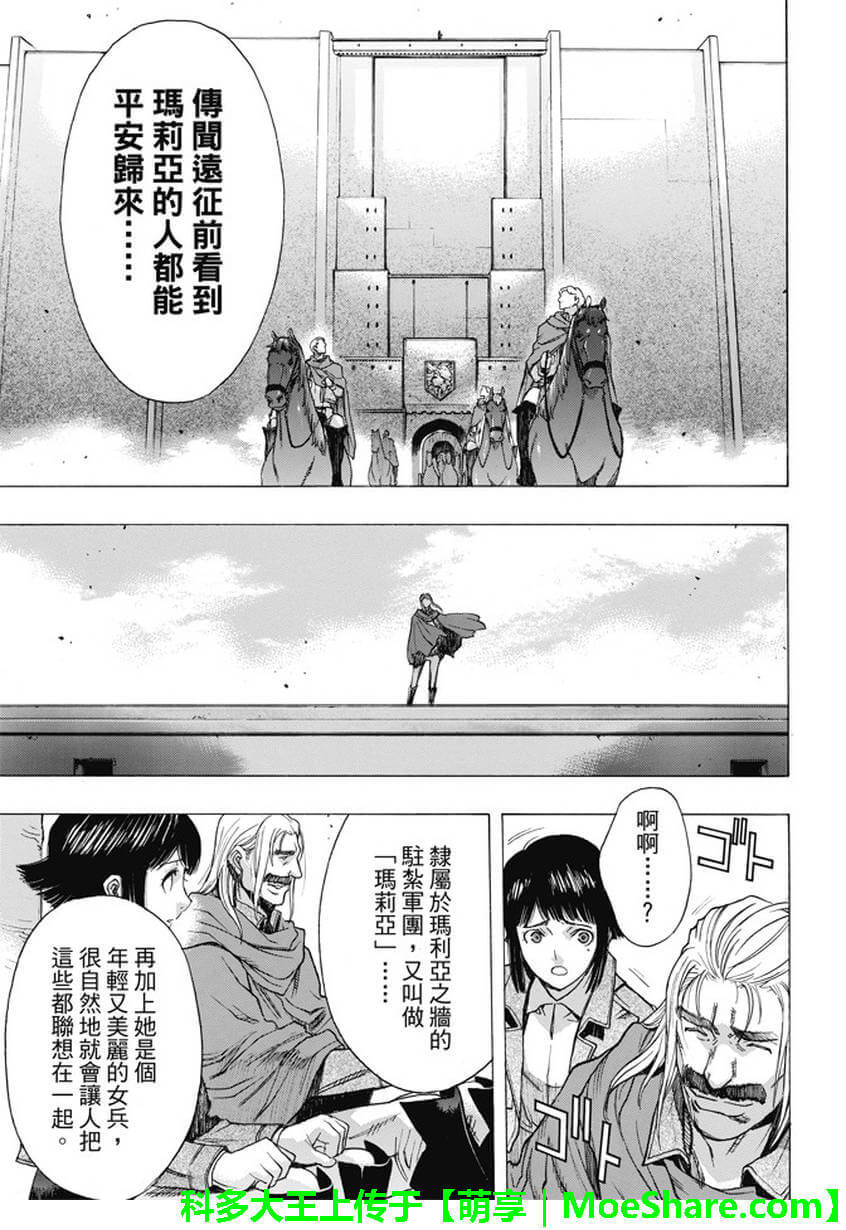 傳聞遠征前看到
瑪莉亞的人都能
平安歸來……
啊啊……?
ゴト
ゴト
隸屬於瑪利亞之牆的
駐紮軍團，又叫做
「瑪莉亞」……
再加上她是個
年輕又美麗的女兵，
很自然地就會讓人把
這些都聯想在一起。
科多大王上传于【萌享】| MoeShare.com】